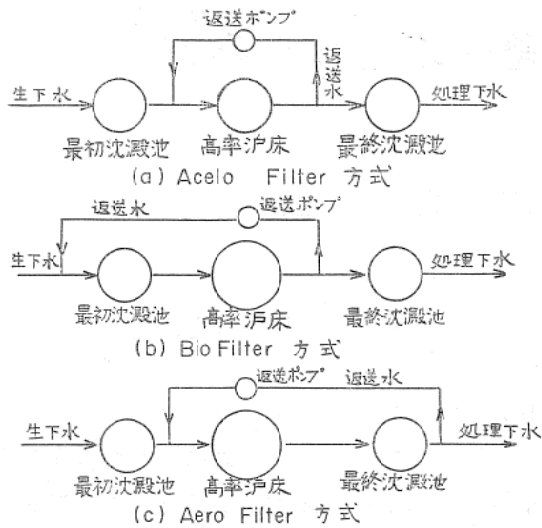 返送ポンプ
返送水
生下水
処理下水
最初沈澱池 高率沪床 最終沈澱池
(a) Acelo Filter 方式
返送水 返送ポンプ
生下水
処理下水
最初沈澱池 高率沪床 最終沈澱池
(b) Bio Filter 方式
返送ポンプ 返送水
生下水
処理下水
最初沈澱池 高率沪床 最終沈澱池
(c) Aero Filter 方式